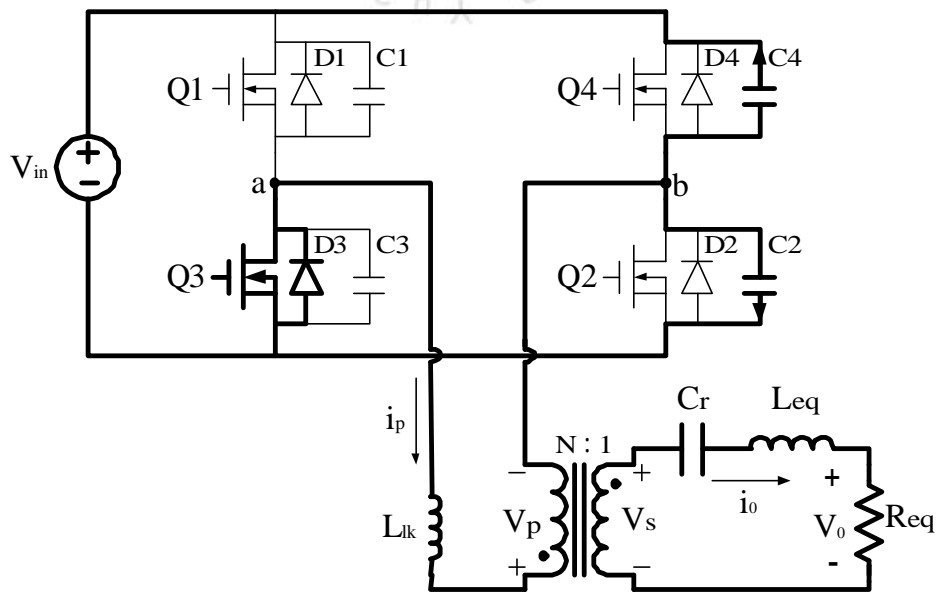 D1
C1
Q1
D4
C4
Q4
Vin
+
−
a
b
D3
C3
Q3
D2
C2
Q2
ip
Cr
Leq
N : 1
−
+
+
i0
Llk
Vp
Vs
V0
Req
+
−
-